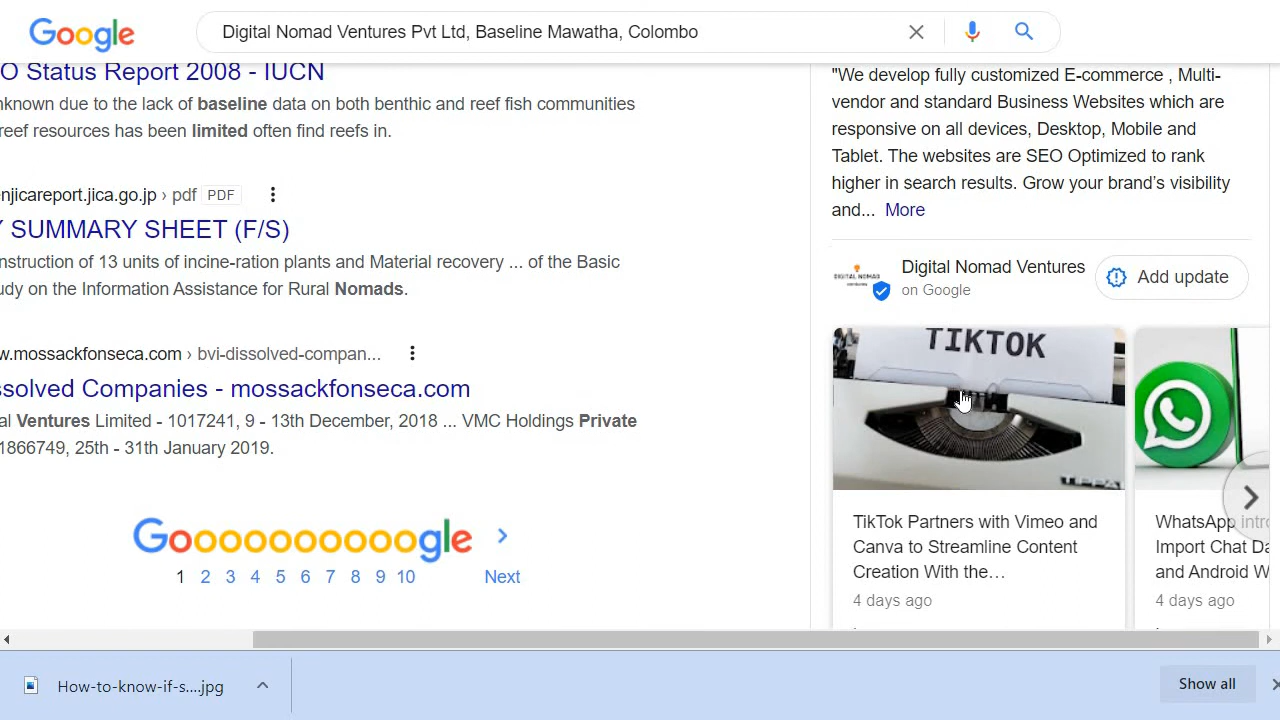 Google
Digital Nomad Ventures Pvt Ltd, Baseline Mawatha, Colombo
O Status Report 2008 - IUCN
nknown due to the lack of baseline data on both benthic and reef fish communities
reef resources has been limited often find reefs in.
enjicareport.jica.go.jp › pdf PDF
Y SUMMARY SHEET (F/S)
nstruction of 13 units of incine-ration plants and Material recovery ... of the Basic
udy on the Information Assistance for Rural Nomads.
w.mossackfonseca.com › bvi-dissolved-compan...
ssolved Companies - mossackfonseca.com
al Ventures Limited - 1017241, 9 - 13th December, 2018 ... VMC Holdings Private
1866749, 25th - 31th January 2019.
Goooooooooogle
1 2 3 4 5 6 7 8 9 10 Next
"We develop fully customized E-commerce , Multi-
vendor and standard Business Websites which are
responsive on all devices, Desktop, Mobile and
Tablet. The websites are SEO Optimized to rank
higher in search results. Grow your brand's visibility
and... More
DIGITAL NOMAD
Digital Nomad Ventures
on Google
Add update
TIKTOK
TikTok Partners with Vimeo and
Canva to Streamline Content
Creation With the...
4 days ago
WhatsApp intro
Import Chat Da
and Android W
4 days ago
How-to-know-if-s....jpg
Show all